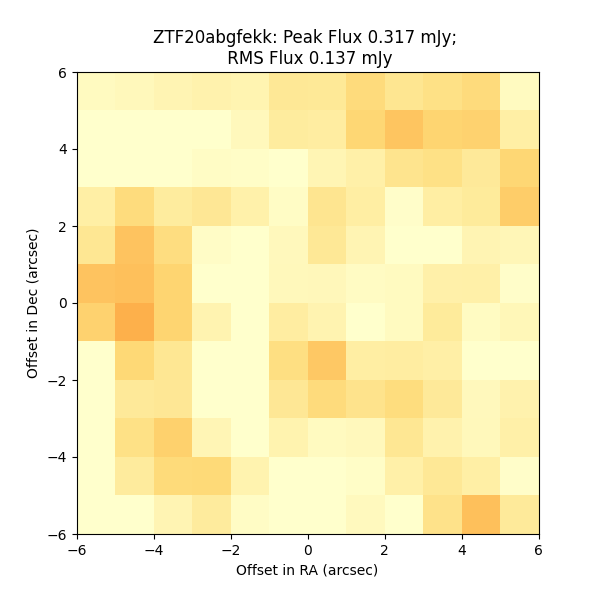 ZTF20abgfekk: Peak Flux 0.317 mJy;
RMS Flux 0.137 mJy
6
4
2
0
−2
−4
−6
Offset in Dec (arcsec)
−6 −4 −2 0 2 4 6
Offset in RA (arcsec)